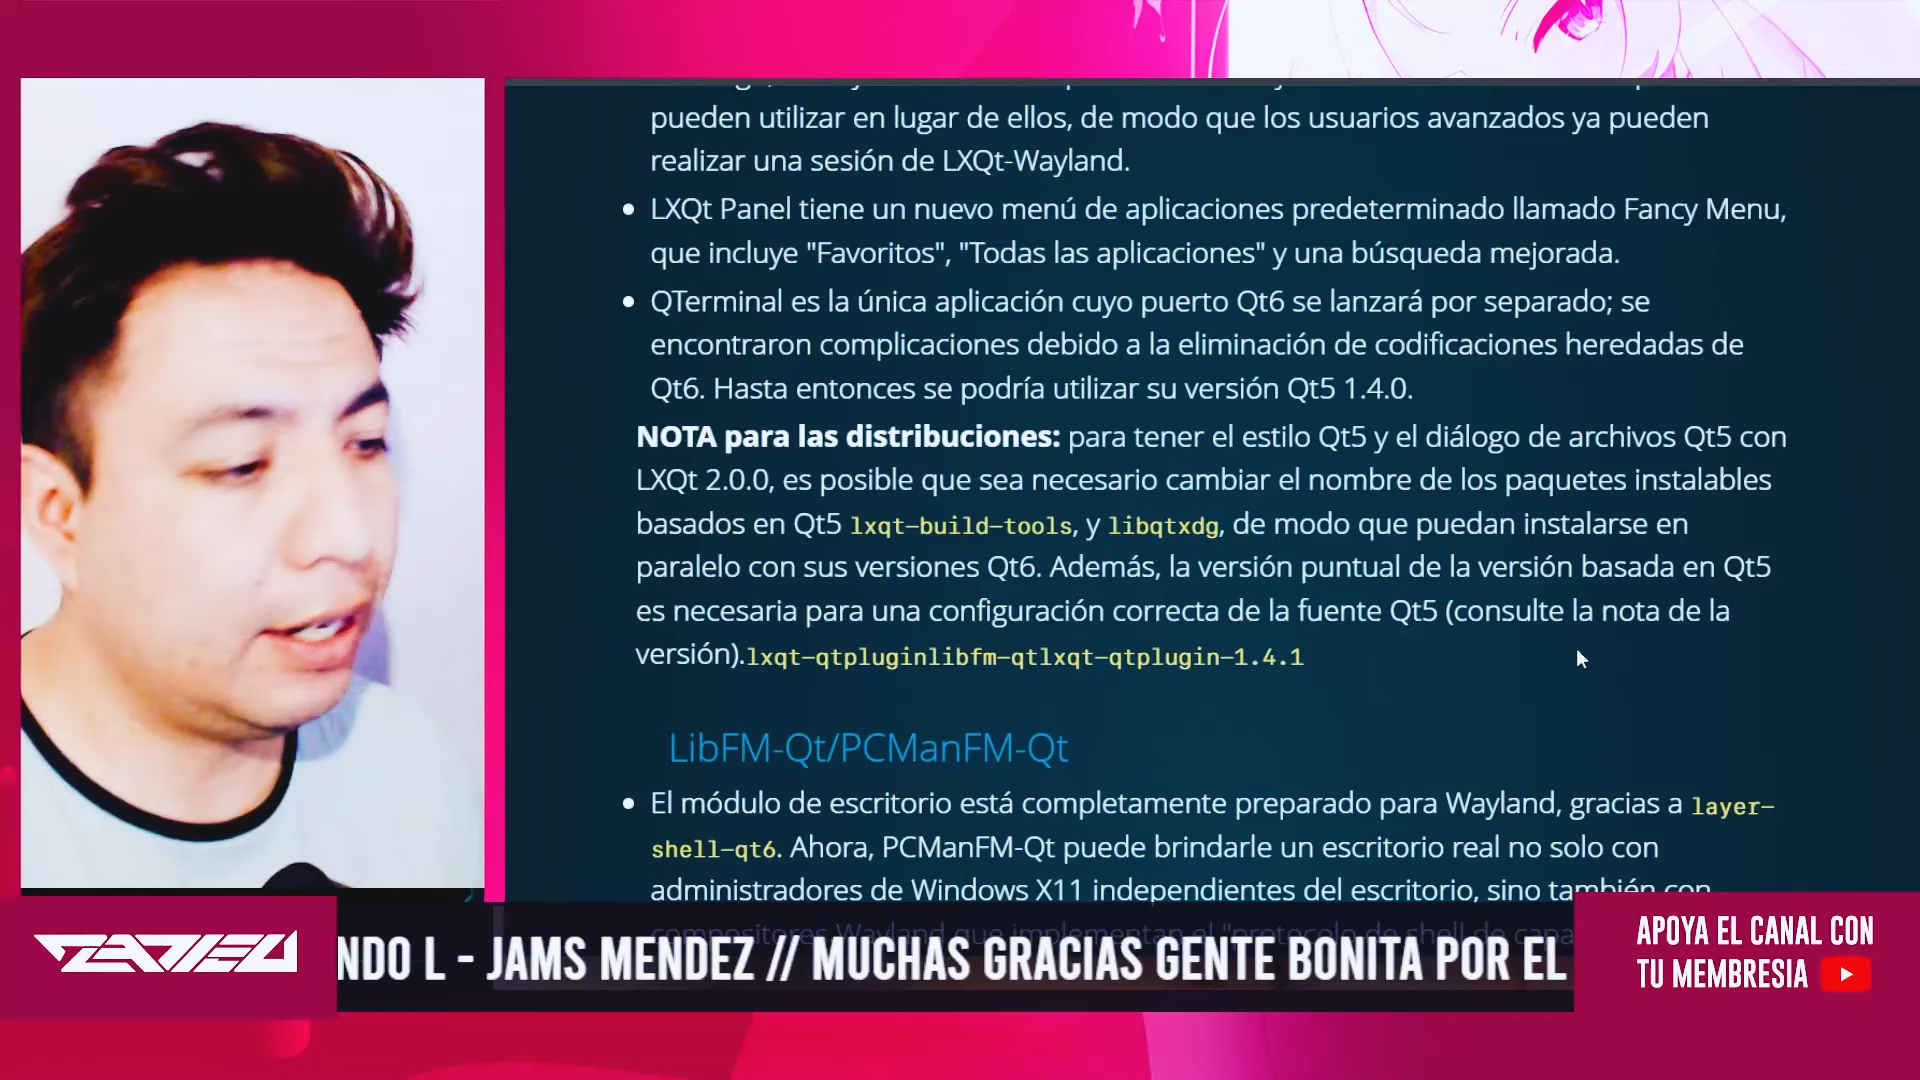 pueden utilizar en lugar de ellos, de modo que los usuarios avanzados ya pueden
realizar una sesión de LXQt-Wayland.
LXQt Panel tiene un nuevo menú de aplicaciones predeterminado llamado Fancy Menu,
que incluye "Favoritos", "Todas las aplicaciones" y una búsqueda mejorada.
QTerminal es la única aplicación cuyo puerto Qt6 se lanzará por separado; se
encontraron complicaciones debido a la eliminación de codificaciones heredadas de
Qt6. Hasta entonces se podría utilizar su versión Qt5 1.4.0.
NOTA para las distribuciones: para tener el estilo Qt5 y el diálogo de archivos Qt5 con
LXQt 2.0.0, es posible que sea necesario cambiar el nombre de los paquetes instalables
basados en Qt5 lxqt-build-tools, y libqtxdg, de modo que puedan instalarse en
paralelo con sus versiones Qt6. Además, la versión puntual de la versión basada en Qt5
es necesaria para una configuración correcta de la fuente Qt5 (consulte la nota de la
versión).lxqt-qtpluginlibfm-qtlxqt-qtplugin-1.4.1
LibFM-Qt/PCManFM-Qt
El módulo de escritorio está completamente preparado para Wayland, gracias a layer-
shell-qt6. Ahora, PCManFM-Qt puede brindarle un escritorio real no solo con
administradores de Windows X11 independientes del escritorio, sino también con
compositores Wayland que implementan el "protocolo de shell de capa
NDO L - JAMS MENDEZ // MUCHAS GRACIAS GENTE BONITA POR EL
APOYA EL CANAL CON
TU MEMBRESIA